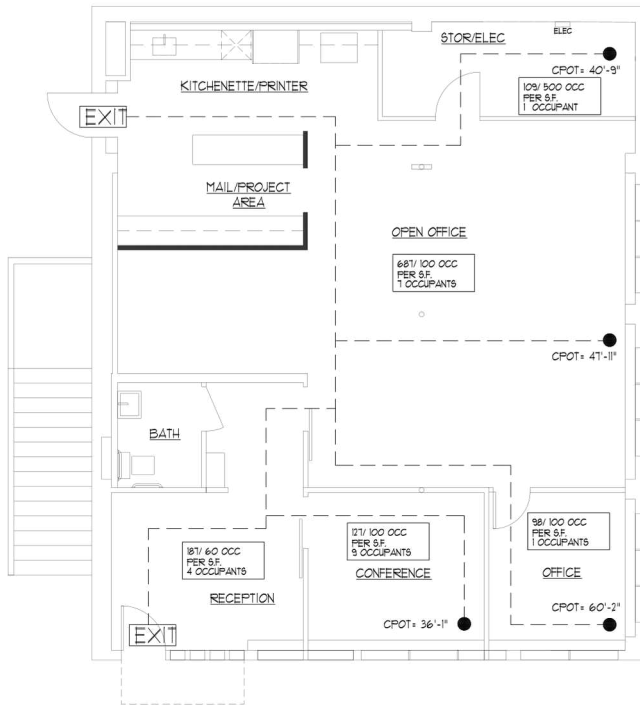 STOR/ELEC
ELEC
CPOT= 40'-9"
109/ 500 OCC
PER S.F.
1 OCCUPANT
KITCHENETTE/PRINTER
EXIT
MAIL/PROJECT
AREA
OPEN OFFICE
687/ 100 OCC
PER S.F.
7 OCCUPANTS
CPOT= 47'-11"
BATH
187/ 60 OCC
PER S.F.
4 OCCUPANTS
RECEPTION
127/ 100 OCC
PER S.F.
9 OCCUPANTS
CONFERENCE
98/ 100 OCC
PER S.F.
1 OCCUPANTS
OFFICE
EXIT
CPOT= 36'-1"
CPOT= 60'-2"